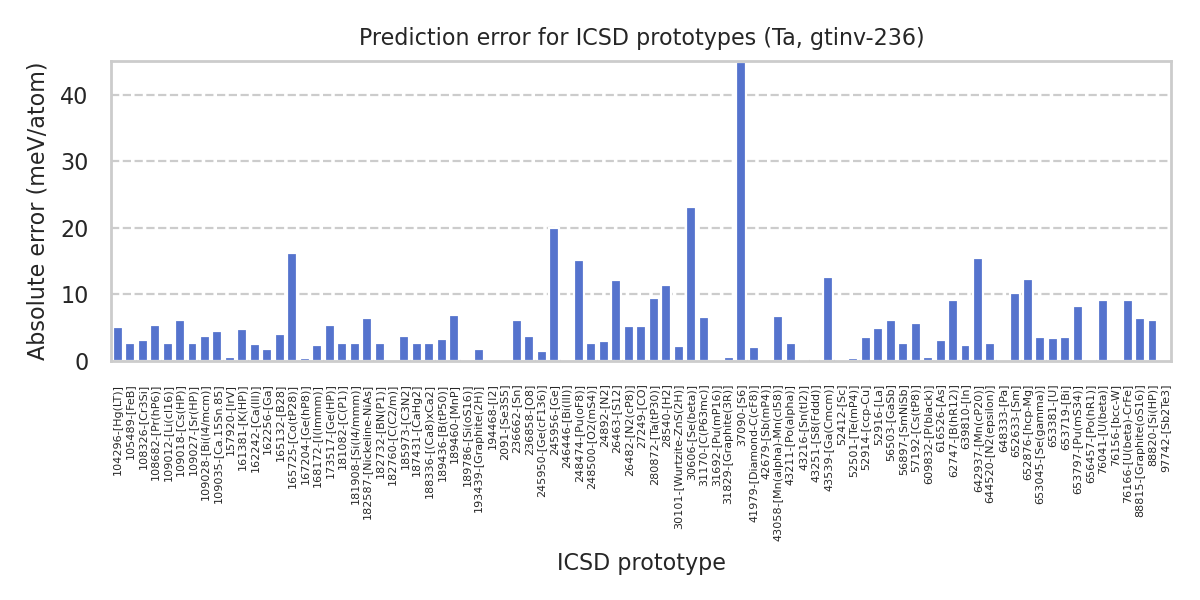 Prediction error for ICSD prototypes (Ta, gtinv-236)
Absolute error (meV/atom)
40
30
20
10
0
104296-[Hg(LT)]
105489-[FeB]
108326-[Cr3Si]
108682-[Pr(hP6)]
109012-[Li(cI16)]
109018-[Cs(HP)]
109027-[Sr(HP)]
109028-[Bi(I4/mcm)]
109035-[Ca.15Sn.85]
157920-[IrV]
161381-[K(HP)]
162242-[Ca(III)]
162256-[Ga]
165132-[B28]
165725-[Co(tP28)]
167204-[Ge(hP8)]
168172-[I(Immm)]
173517-[Ge(HP)]
181082-[C(P1)]
181908-[Si(I4/mmm)]
182587-[Nickeline-NiAs]
182732-[BN(P1)]
182760-[C(C2/m)]
185973-[C3N2]
187431-[CaHg2]
188336-[(Ca8)xCa2]
189436-[B(tP50)]
189460-[MnP]
189786-[Si(oS16)]
193439-[Graphite(2H)]
194468-[I2]
2091-[Se3S5]
236662-[Sn]
236858-[O8]
245950-[Ge(cF136)]
245956-[Ge]
246446-[Bi(III)]
248474-[Pu(oF8)]
248500-[O2(mS4)]
24892-[N2]
26463-[S12]
26482-[N2(cP8)]
27249-[CO]
280872-[Ta(tP30)]
28540-[H2]
30101-[Wurtzite-ZnS(2H)]
30606-[Se(beta)]
31170-[C(P63mc)]
31692-[Pu(mP16)]
31829-[Graphite(3R)]
37090-[S6]
41979-[Diamond-C(cF8)]
42679-[Sb(mP4)]
43058-[Mn(alpha)-Mn(cI58)]
43211-[Po(alpha)]
43216-[Sn(tI2)]
43251-[S8(Fddd)]
43539-[Ga(Cmcm)]
52412-[Sc]
52501-[Te(mP4)]
52914-[ccp-Cu]
52916-[La]
56503-[GaSb]
56897-[SmNiSb]
57192-[Cs(tP8)]
609832-[P(black)]
616526-[As]
62747-[B(hR12)]
639810-[In]
642937-[Mn(cP20)]
644520-[N2(epsilon)]
648333-[Pa]
652633-[Sm]
652876-[hcp-Mg]
653045-[Se(gamma)]
653381-[U]
653719-[Bi]
653797-[Pu(mS34)]
656457-[Po(hR1)]
76041-[U(beta)]
76156-[bcc-W]
76166-[U(beta)-CrFe]
88815-[Graphite(oS16)]
88820-[Si(HP)]
97742-[Sb2Te3]
ICSD prototype